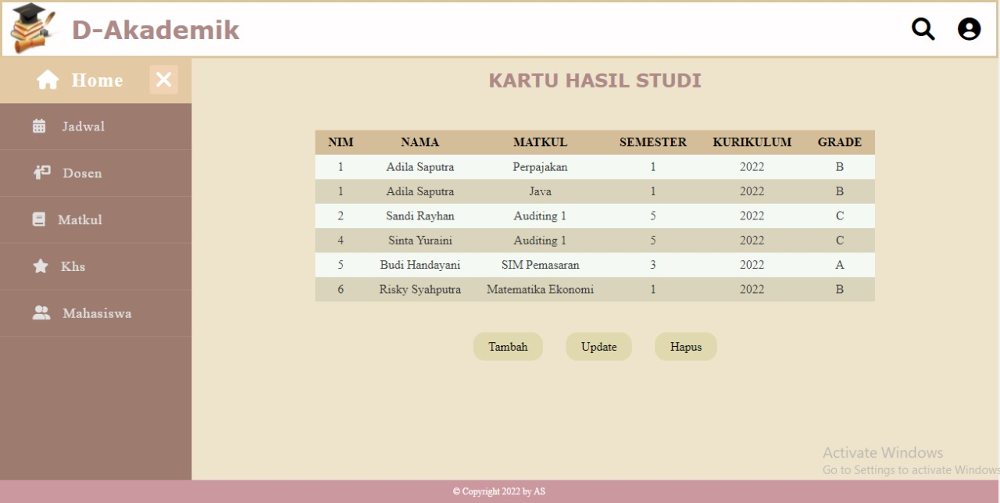 D-Akademik
Home
Jadwal
Dosen
Matkul
Khs
Mahasiswa
KARTU HASIL STUDI
NIM NAMA MATKUL SEMESTER KURIKULUM GRADE
1 Adila Saputra Perpajakan 1 2022 B
1 Adila Saputra Java 1 2022 B
2 Sandi Rayhan Auditing 1 5 2022 C
4 Sinta Yuraini Auditing 1 5 2022 C
5 Budi Handayani SIM Pemasaran 3 2022 A
6 Risky Syahputra Matematika Ekonomi 1 2022 B
Tambah Update Hapus
Activate Windows
Go to Settings to activate Windows
© Copyright 2022 by AS